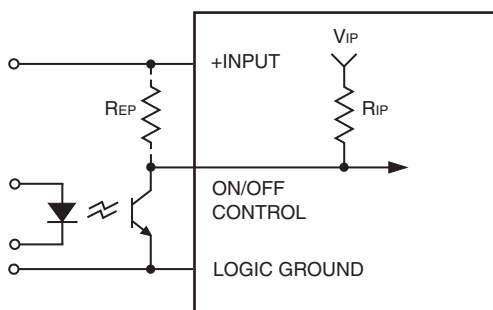 +INPUT
VIP
REP
RIP
ON/OFF
CONTROL
LOGIC GROUND